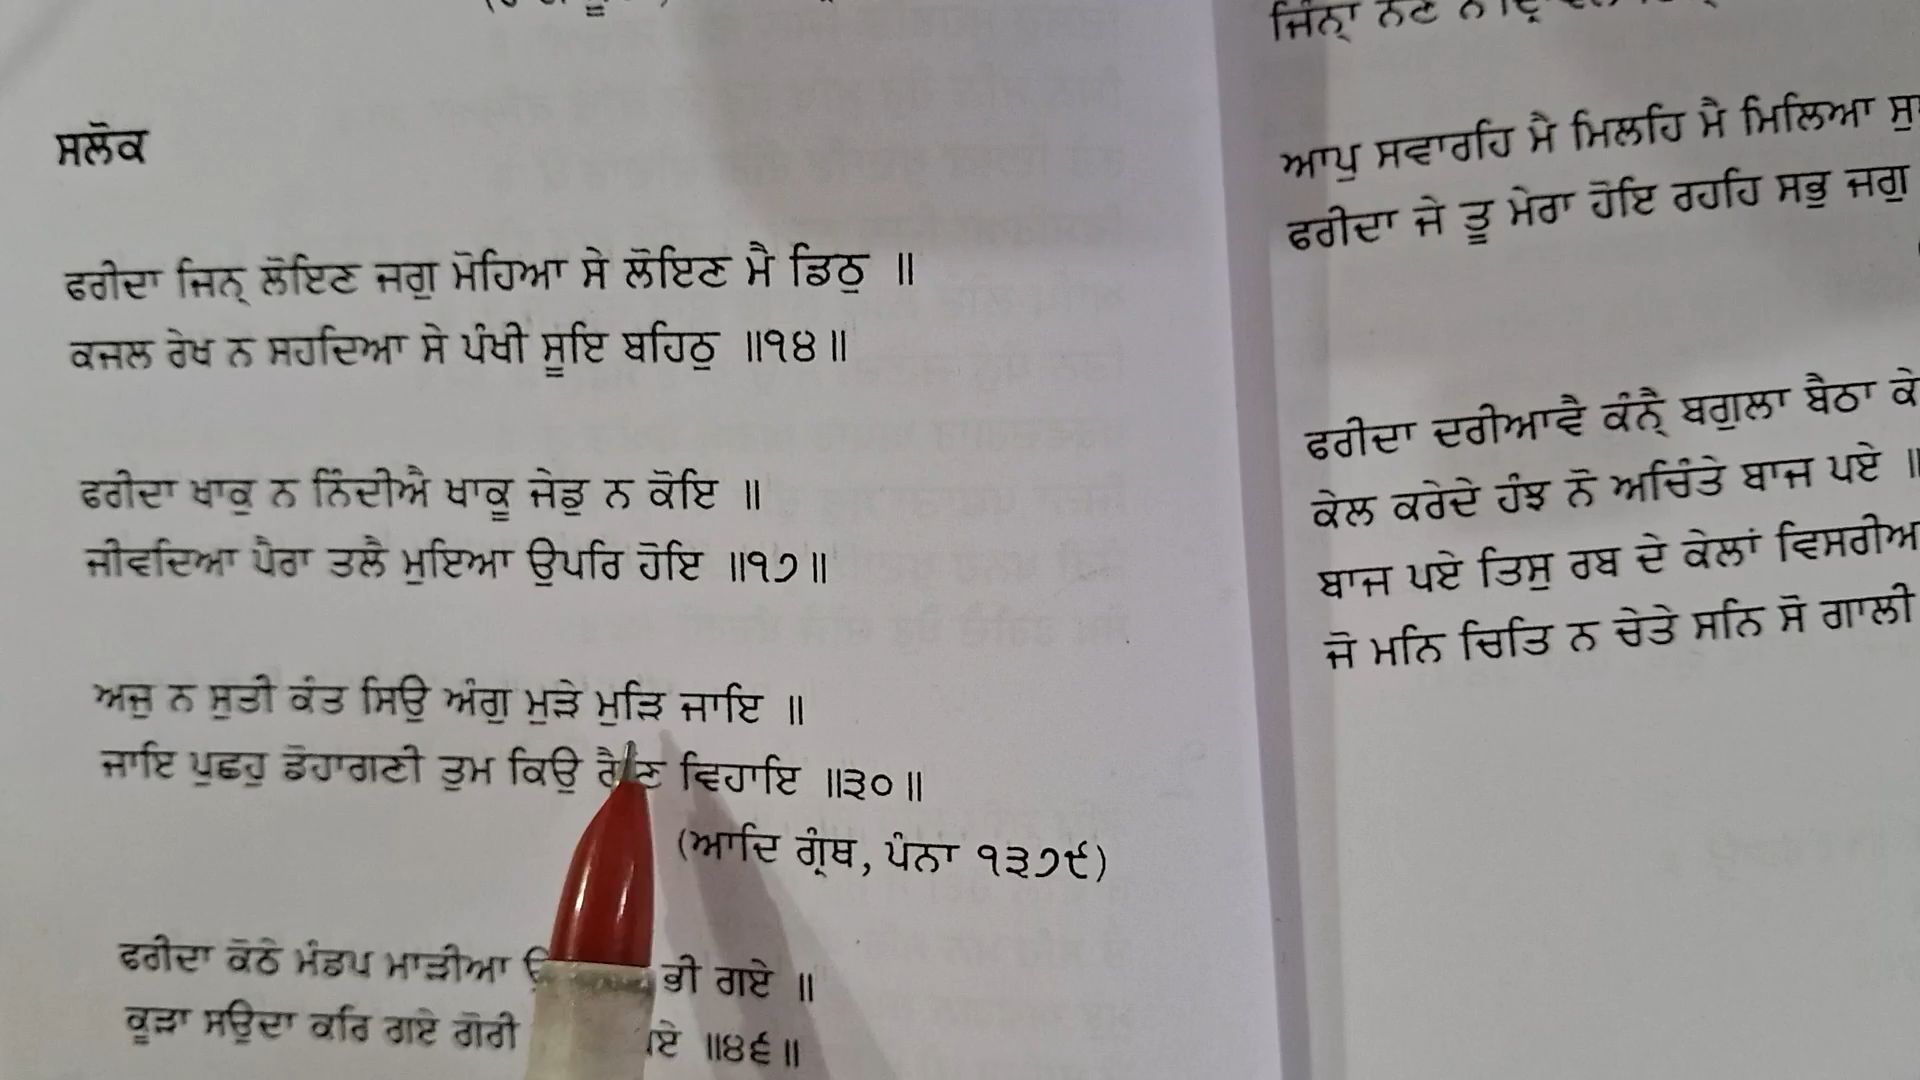 ਸਲੋਕ
ਫਰੀਦਾ ਜਿਨ੍ ਲੋਇਣ ਜਗੁ ਮੋਹਿਆ ਸੇ ਲੋਇਣ ਮੈ ਡਿਠੁ ॥
ਕਜਲ ਰੇਖ ਨ ਸਹਦਿਆ ਸੇ ਪੰਖੀ ਸੂਇ ਬਹਿਠੁ ॥੧੪॥
ਫਰੀਦਾ ਖਾਕੁ ਨ ਨਿੰਦੀਐ ਖਾਕੂ ਜੇਡੁ ਨ ਕੋਇ ॥
ਜੀਵਦਿਆ ਪੈਰਾ ਤਲੈ ਮੁਇਆ ਉਪਰਿ ਹੋਇ ॥੧੭॥
ਅਜੁ ਨ ਸੁਤੀ ਕੰਤ ਸਿਉ ਅੰਗੁ ਮੁੜੇ ਮੁੜਿ ਜਾਇ ॥
ਜਾਇ ਪੁਛਹੁ ਡੋਹਾਗਣੀ ਤੁਮ ਕਿਉ ਰੈਣਿ ਵਿਹਾਇ ॥੩੦॥
(ਆਦਿ ਗ੍ਰੰਥ, ਪੰਨਾ ੧੩੭੯)
ਫਰੀਦਾ ਕੋਠੇ ਮੰਡਪ ਮਾੜੀਆ ਭੀ ਗਏ ॥
ਕੂੜਾ ਸਉਦਾ ਕਰਿ ਗਏ ਗੋਰੀ ॥੪੬॥
ਜਿੰਨ੍ਾ ਨੈਣ
ਆਪੁ ਸਵਾਰਹਿ ਮੈ ਮਿਲਹਿ ਮੈ ਮਿਲਿਆ
ਫਰੀਦਾ ਜੇ ਤੂ ਮੇਰਾ ਹੋਇ ਰਹਹਿ ਸਭੁ ਜਗੁ
ਫਰੀਦਾ ਦਰੀਆਵੈ ਕੰਨ੍ੈ ਬਗੁਲਾ ਬੈਠਾ ਕੇ
ਕੇਲ ਕਰੇਦੇ ਹੰਝ ਨੋ ਅਚਿੰਤੇ ਬਾਜ ਪਏ ॥
ਬਾਜ ਪਏ ਤਿਸੁ ਰਬ ਦੇ ਕੇਲਾਂ ਵਿਸਰੀਆ
ਜੋ ਮਨਿ ਚਿਤਿ ਨ ਚੇਤੇ ਸਨਿ ਸੋ ਗਾਲੀ